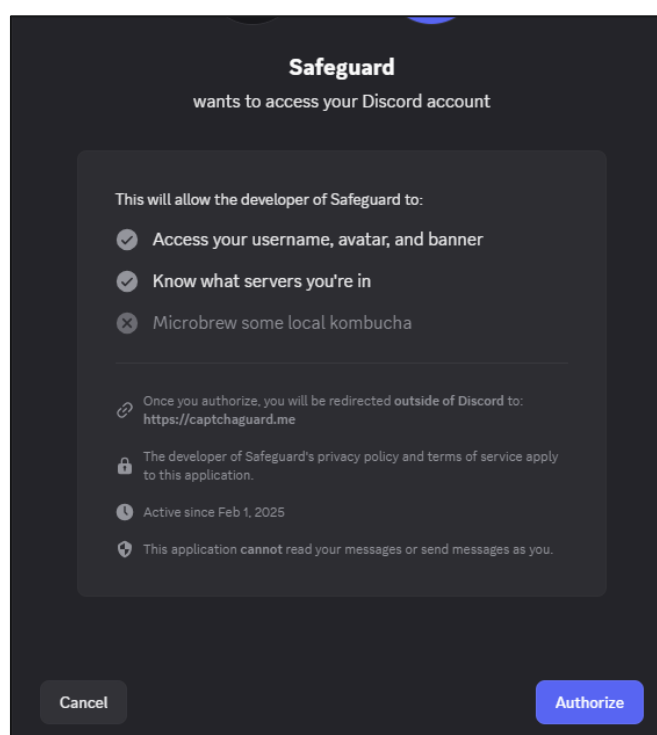 Safeguard
wants to access your Discord account
This will allow the developer of Safeguard to:
Access your username, avatar, and banner
Know what servers you're in
Microbrew some local kombucha
Once you authorize, you will be redirected outside of Discord to:
https://captchaguard.me
The developer of Safeguard's privacy policy and terms of service apply
to this application.
Active since Feb 1, 2025
This application cannot read your messages or send messages as you.
Cancel
Authorize